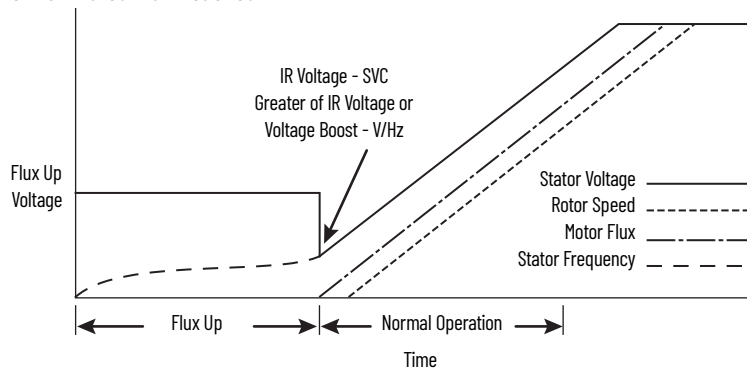 IR Voltage - SVC
Greater of IR Voltage or
Voltage Boost - V/Hz
Flux Up
Voltage
Stator Voltage
Rotor Speed
Motor Flux
Stator Frequency
Flux Up
Normal Operation
Time